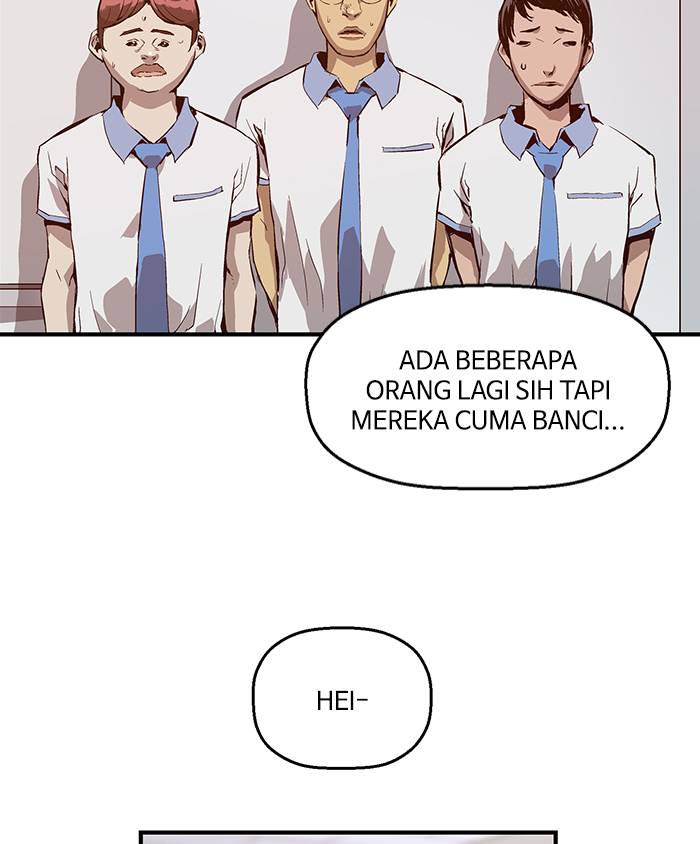 ADA BEBERAPA
ORANG LAGI SIH TAPI
MEREKA CUMA BANCI...
HEI-